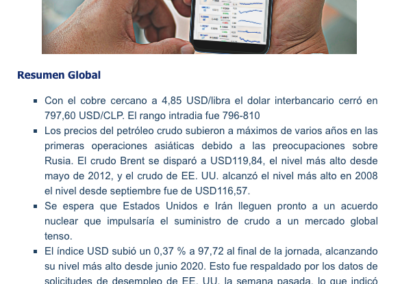 Resumen Global
Con el cobre cercano a 4,85 USD/libra el dolar interbancario cerró en
797,60 USD/CLP. El rango intradia fue 796-810
Los precios del petróleo crudo subieron a máximos de varios años en las
primeras operaciones asiáticas debido a las preocupaciones sobre
Rusia. El crudo Brent se disparó a USD119,84, el nivel más alto desde
mayo de 2012, y el crudo de EE. UU. alcanzó el nivel más alto en 2008
el nivel desde septiembre fue de USD116,57.
Se espera que Estados Unidos e Irán lleguen pronto a un acuerdo
nuclear que impulsaría el suministro de crudo a un mercado global
tenso.
El índice USD subió un 0,37 % a 97,72 al final de la jornada, alcanzando
su nivel más alto desde junio 2020. Esto fue respaldado por los datos de
solicitudes de desempleo de EE. UU. la semana pasada, lo que indicó